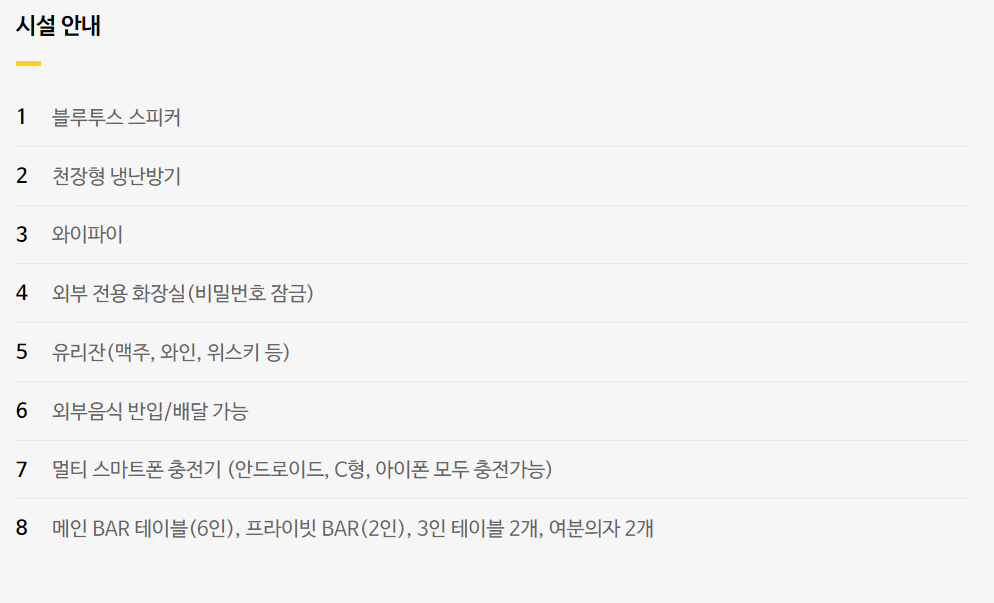 시설 안내
1 블루투스 스피커
2 천장형 냉난방기
3 와이파이
4 외부 전용 화장실(비밀번호 잠금)
5 유리잔(맥주, 와인, 위스키 등)
6 외부음식 반입/배달 가능
7 멀티 스마트폰 충전기 (안드로이드, C형, 아이폰 모두 충전가능)
8 메인 BAR 테이블(6인), 프라이빗 BAR(2인), 3인 테이블 2개, 여분의자 2개